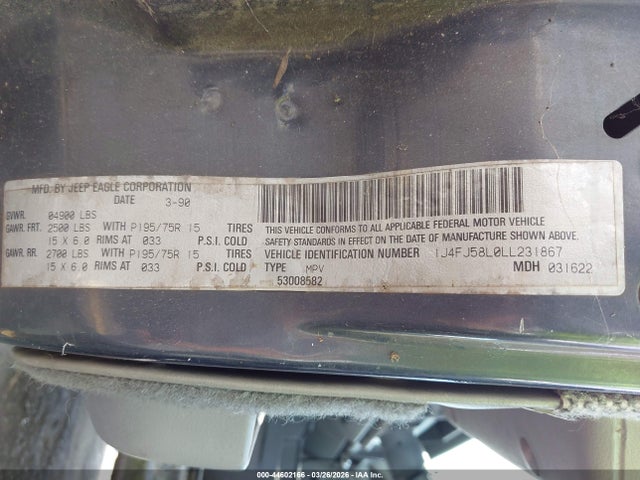 MFD. BY JEEP EAGLE CORPORATION
DATE 3-90
GVWR. 04900 LBS
GAWR. FRT. 2500 LBS WITH P195/75R 15 TIRES
15 X 6.0 RIMS AT 033 P.S.I. COLD
GAWR. RR. 2700 LBS WITH P195/75R 15 TIRES
15 X 6.0 RIMS AT 033 P.S.I. COLD
THIS VEHICLE CONFORMS TO ALL APPLICABLE FEDERAL MOTOR VEHICLE
SAFETY STANDARDS IN EFFECT ON THE DATE OF MANUFACTURE SHOWN ABOVE
VEHICLE IDENTIFICATION NUMBER 1J4FJ58L0LL231867
TYPE MPV MDH 031622
53008582
000-44602166 | 03/26/2026 | © IAA Inc.